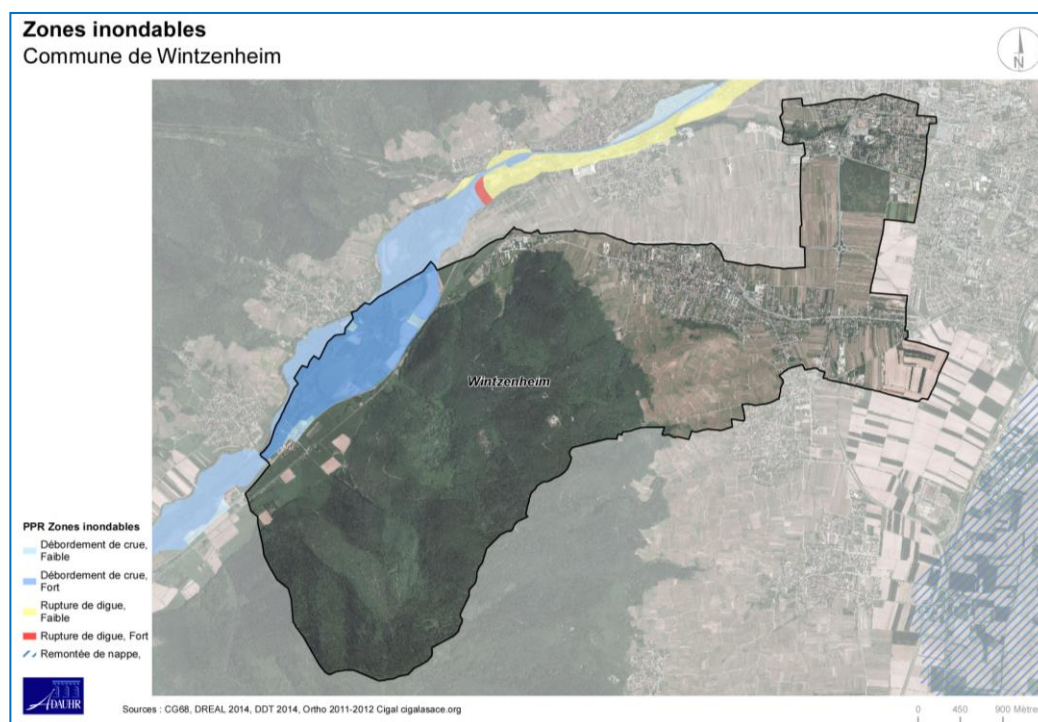 Zones inondables
Commune de Wintzenheim
N
Wintzenheim
PPR Zones inondables
Débordement de crue,
Faible
Débordement de crue,
Fort
Rupture de digue,
Faible
Rupture de digue, Fort
Remontée de nappe,
ADAUHR
Sources : CG68, DREAL 2014, DDT 2014, Ortho 2011-2012 Cigal cigalasace.org
0 450 900 Mètre